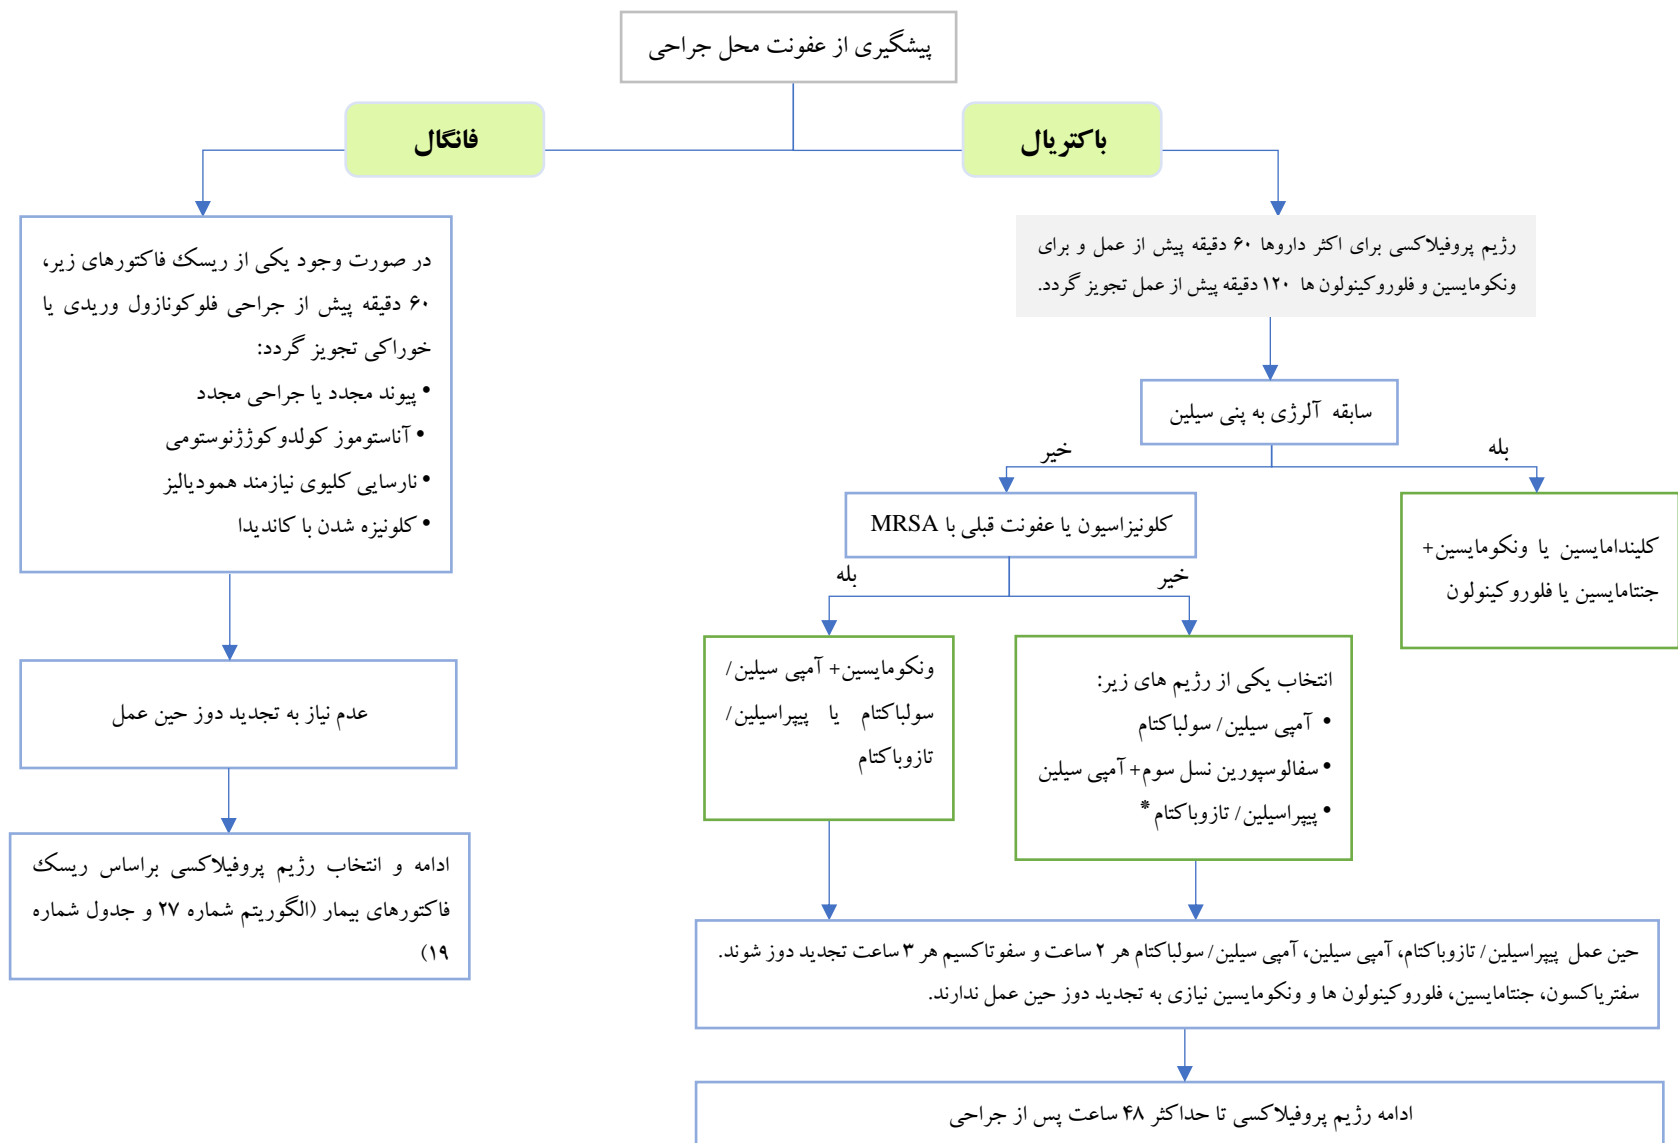 پیشگیری از عفونت محل جراحی
باکتریال
فانگال
رژیم پروفیلاکسی برای اکثر داروها ۶۰ دقیقه پیش از عمل و برای
ونکومایسین و فلوروکینولون ها ۱۲۰ دقیقه پیش از عمل تجویز گردد.
سابقه آلرژی به پنی سیلین
بله
خیر
کلیندامایسین یا ونکومایسین+
جنتامایسین یا فلوروکینولون
کلونیزاسیون یا عفونت قبلی با MRSA
خیر
بله
انتخاب یکی از رژیم های زیر:
• آمپی سیلین/ سولباکتام
• سفالوسپورین نسل سوم+ آمپی سیلین
• پیپراسیلین/ تازوباکتام*
ونکومایسین+ آمپی سیلین/
سولباکتام یا پیپراسیلین/
تازوباکتام
حین عمل پیپراسیلین/ تازوباکتام، آمپی سیلین، آمپی سیلین/ سولباکتام هر ۲ ساعت و سفوتاکسیم هر ۳ ساعت تجدید دوز شوند.
سفتریاکسون، جنتامایسین، فلوروکینولون ها و ونکومایسین نیازی به تجدید دوز حین عمل ندارند.
ادامه رژیم پروفیلاکسی تا حداکثر ۴۸ ساعت پس از جراحی
در صورت وجود یکی از ریسک فاکتورهای زیر،
۶۰ دقیقه پیش از جراحی فلوکونازول وریدی یا
خوراکی تجویز گردد:
• پیوند مجدد یا جراحی مجدد
• آناستوموز کولدوکوژژنوستومی
• نارسایی کلیوی نیازمند همودیالیز
• کلونیزه شدن با کاندیدا
عدم نیاز به تجدید دوز حین عمل
ادامه و انتخاب رژیم پروفیلاکسی براساس ریسک
فاکتورهای بیمار (الگوریتم شماره ۲۷ و جدول شماره
۱۹)